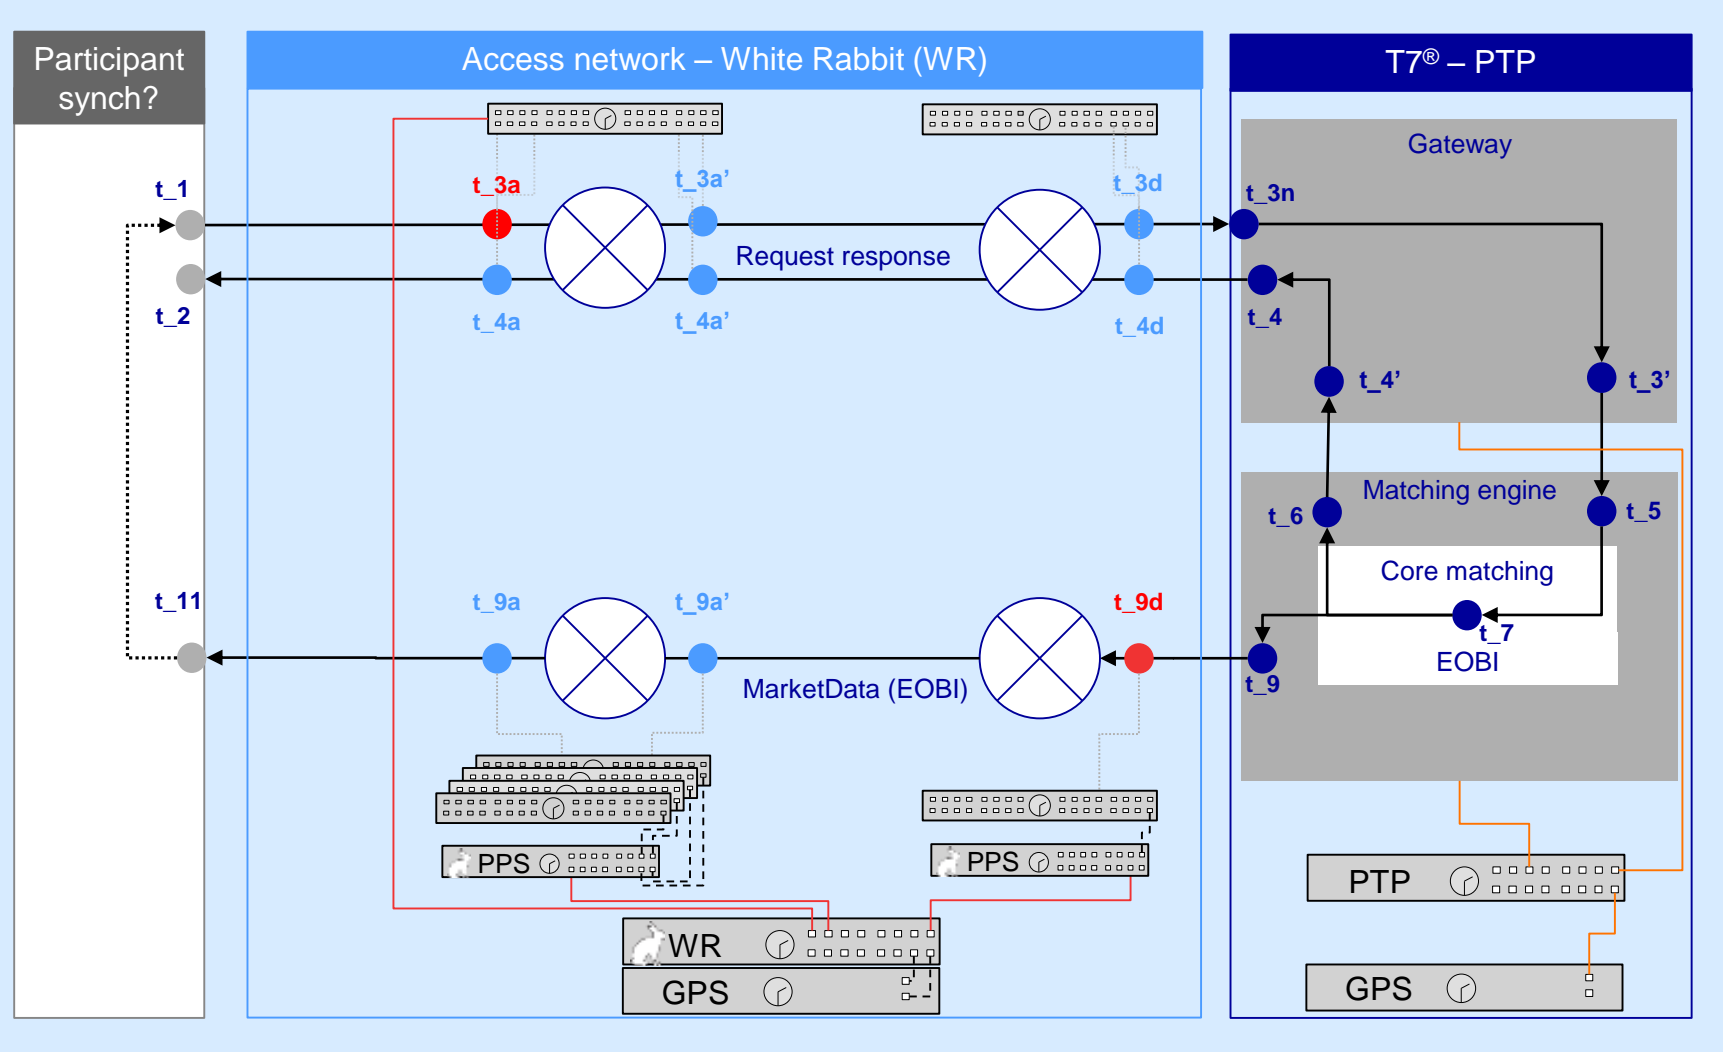 Participant
synch?
Access network – White Rabbit (WR)
T7® – PTP
Gateway
t_1
t_3a
t_3a’
t_3d
t_3n
Request response
t_2
t_4a
t_4a’
t_4d
t_4
t_4’
t_3’
Matching engine
t_6
t_5
Core matching
t_11
t_9a
t_9a’
t_9d
t_7
EOBI
MarketData (EOBI)
t_9
PPS
PPS
PTP
WR
GPS
GPS